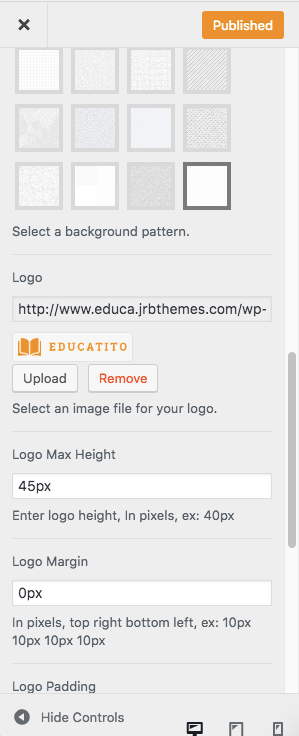 Published
Select a background pattern.
Logo
http://www.educa.jrbthemes.com/wp-
EDUCATITO
Upload
Remove
Select an image file for your logo.
Logo Max Height
45px
Enter logo height, In pixels, ex: 40px
Logo Margin
0px
In pixels, top right bottom left, ex: 10px
10px 10px 10px
Logo Padding
Hide Controls